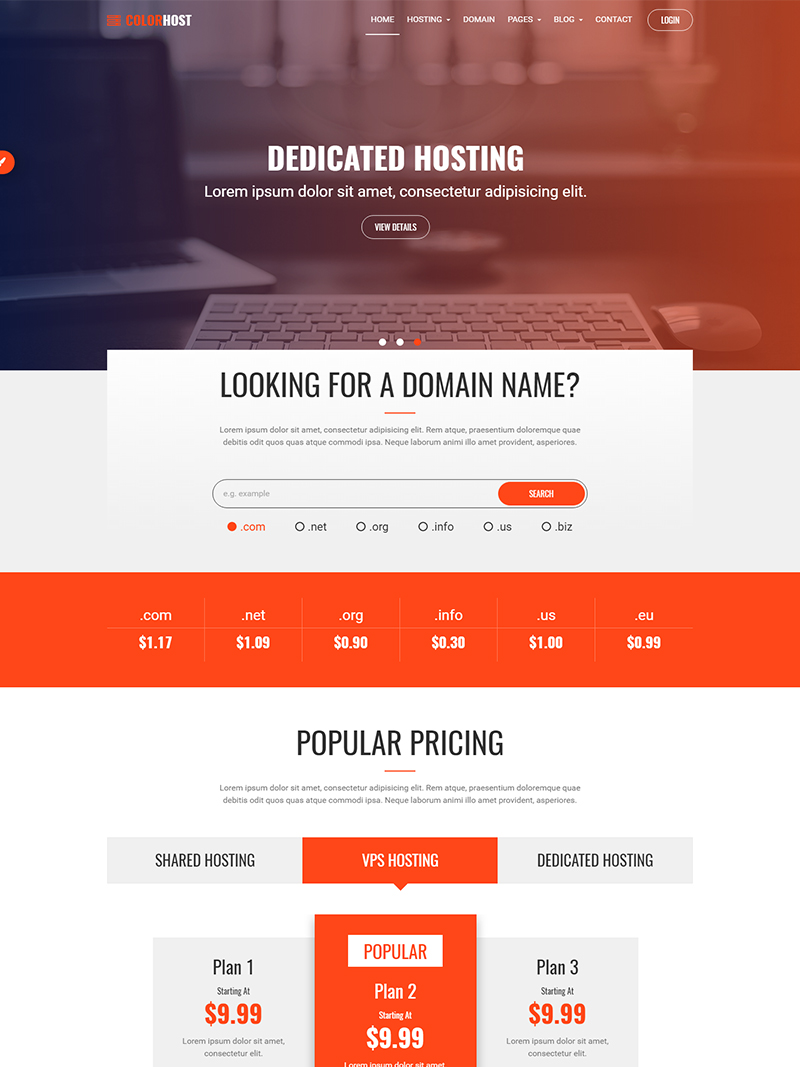 COLORHOST
HOME HOSTING DOMAIN PAGES BLOG CONTACT LOGIN
DEDICATED HOSTING
Lorem ipsum dolor sit amet, consectetur adipisicing elit.
VIEW DETAILS
LOOKING FOR A DOMAIN NAME?
Lorem ipsum dolor sit amet, consectetur adipisicing elit. Rem atque, praesentium doloremque quae
debitis odit quos quas atque commodi ipsa. Neque laborum animi illo amet provident, asperiores.
e.g. example SEARCH
.com .net .org .info .us .biz
.com .net .org .info .us .eu
$1.17 $1.09 $0.90 $0.30 $1.00 $0.99
POPULAR PRICING
Lorem ipsum dolor sit amet, consectetur adipisicing elit. Rem atque, praesentium doloremque quae
debitis odit quos quas atque commodi ipsa. Neque laborum animi illo amet provident, asperiores.
SHARED HOSTING VPS HOSTING DEDICATED HOSTING
Plan 1
Starting At
$9.99
Lorem ipsum dolor sit amet,
consectetur elit.
POPULAR
Plan 2
Starting At
$9.99
Lorem ipsum dolor sit amet,
Plan 3
Starting At
$9.99
Lorem ipsum dolor sit amet,
consectetur elit.